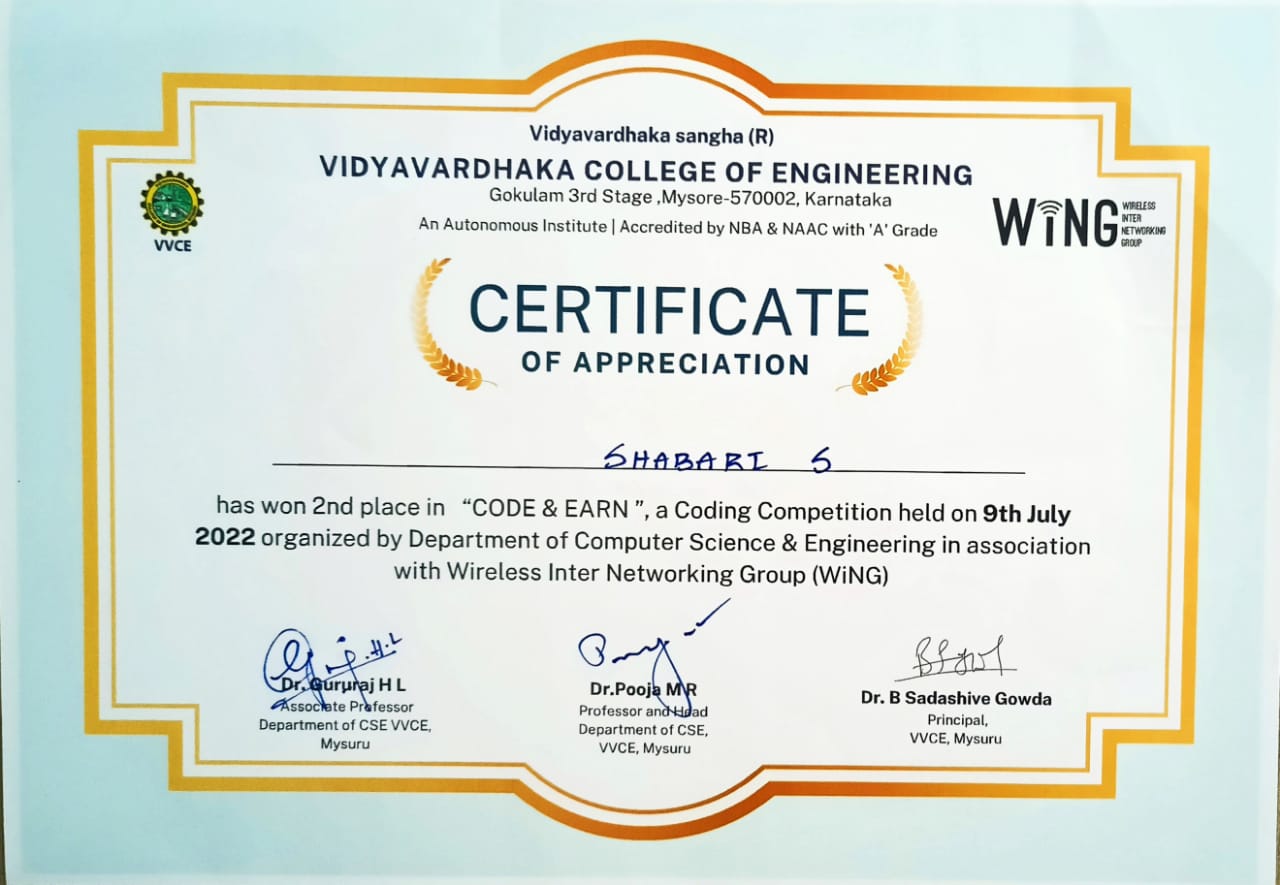 Vidyavardhaka sangha (R)
VIDYAVARDHAKA COLLEGE OF ENGINEERING
Gokulam 3rd Stage ,Mysore-570002, Karnataka
An Autonomous Institute | Accredited by NBA & NAAC with 'A' Grade
VVCE
WiNG
WIRELESS
INTER
NETWORKING
GROUP
CERTIFICATE
OF APPRECIATION
SHABARI S
has won 2nd place in “CODE & EARN ”, a Coding Competition held on 9th July
2022 organized by Department of Computer Science & Engineering in association
with Wireless Inter Networking Group (WiNG)
Dr. Gururaj H L
Associate Professor
Department of CSE VVCE,
Mysuru
Dr.Pooja M R
Professor and Head
Department of CSE,
VVCE, Mysuru
Dr. B Sadashive Gowda
Principal,
VVCE, Mysuru